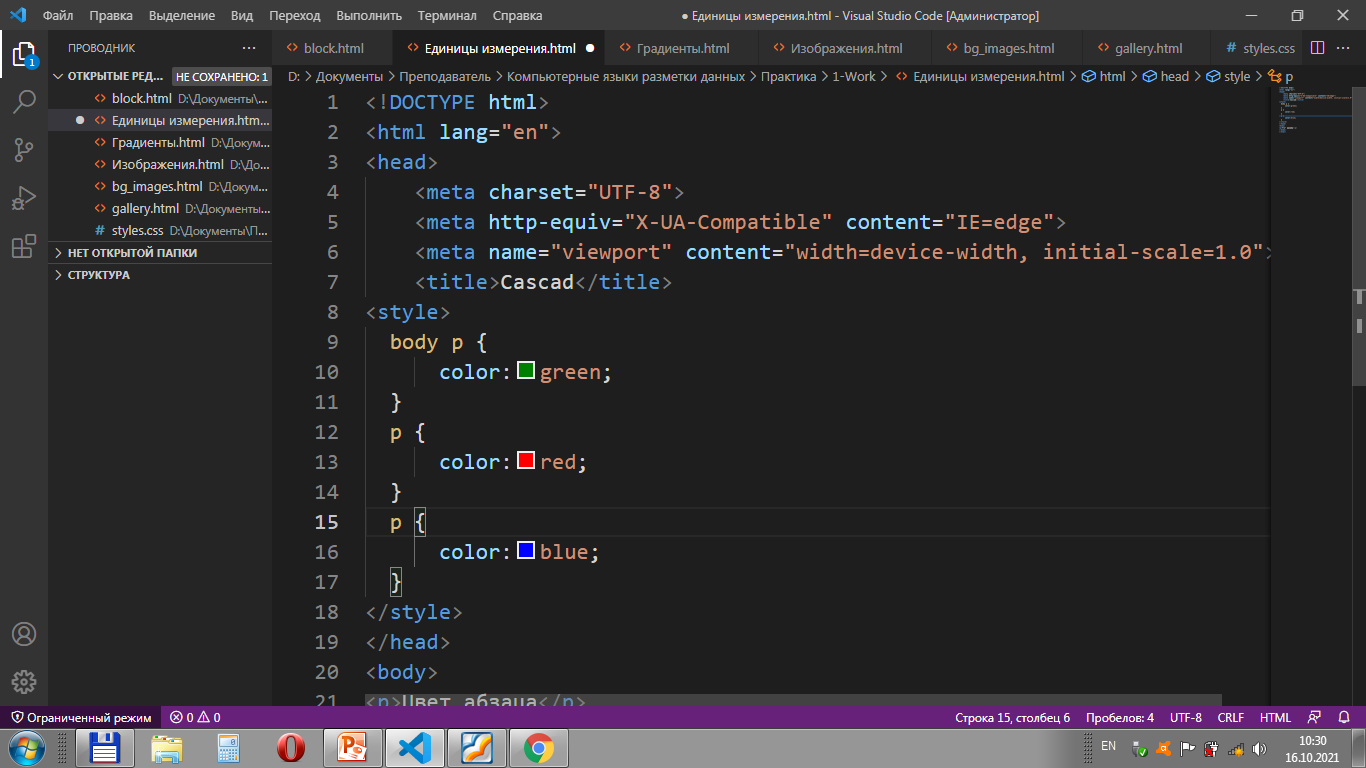 Файл Правка Выделение Вид Переход Выполнить Терминал Справка ● Единицы измерения.html - Visual Studio Code [Администратор]
ПРОВОДНИК ···
block.html Единицы измерения.html Градиенты.html Изображения.html bg_images.html gallery.html # styles.css ···
ОТКРЫТЫЕ РЕД... НЕ СОХРАНЕНО: 1
D: > Документы > Преподаватель > Компьютерные языки разметки данных > Практика > 1-Work > Единицы измерения.html > html > head > style > p
1
block.html D:\Документы\...
Единицы измерения.htm...
Градиенты.html D:\Докум...
Изображения.html D:\До...
bg_images.html D:\Докум...
gallery.html D:\Документы...
# styles.css D:\Документы\П...
НЕТ ОТКРЫТОЙ ПАПКИ
СТРУКТУРА
1 <!DOCTYPE html>
2 <html lang="en">
3 <head>
4 <meta charset="UTF-8">
5 <meta http-equiv="X-UA-Compatible" content="IE=edge">
6 <meta name="viewport" content="width=device-width, initial-scale=1.0">
7 <title>Cascad</title>
8 <style>
9 body p {
10 color: green;
11 }
12 p {
13 color: red;
14 }
15 p {
16 color: blue;
17 }
18 </style>
19 </head>
20 <body>
21 <p>Цвет абзаца</p>
Ограниченный режим 0 0 Строка 15, столбец 6 Пробелов: 4 UTF-8 CRLF HTML
EN 10:30
16.10.2021